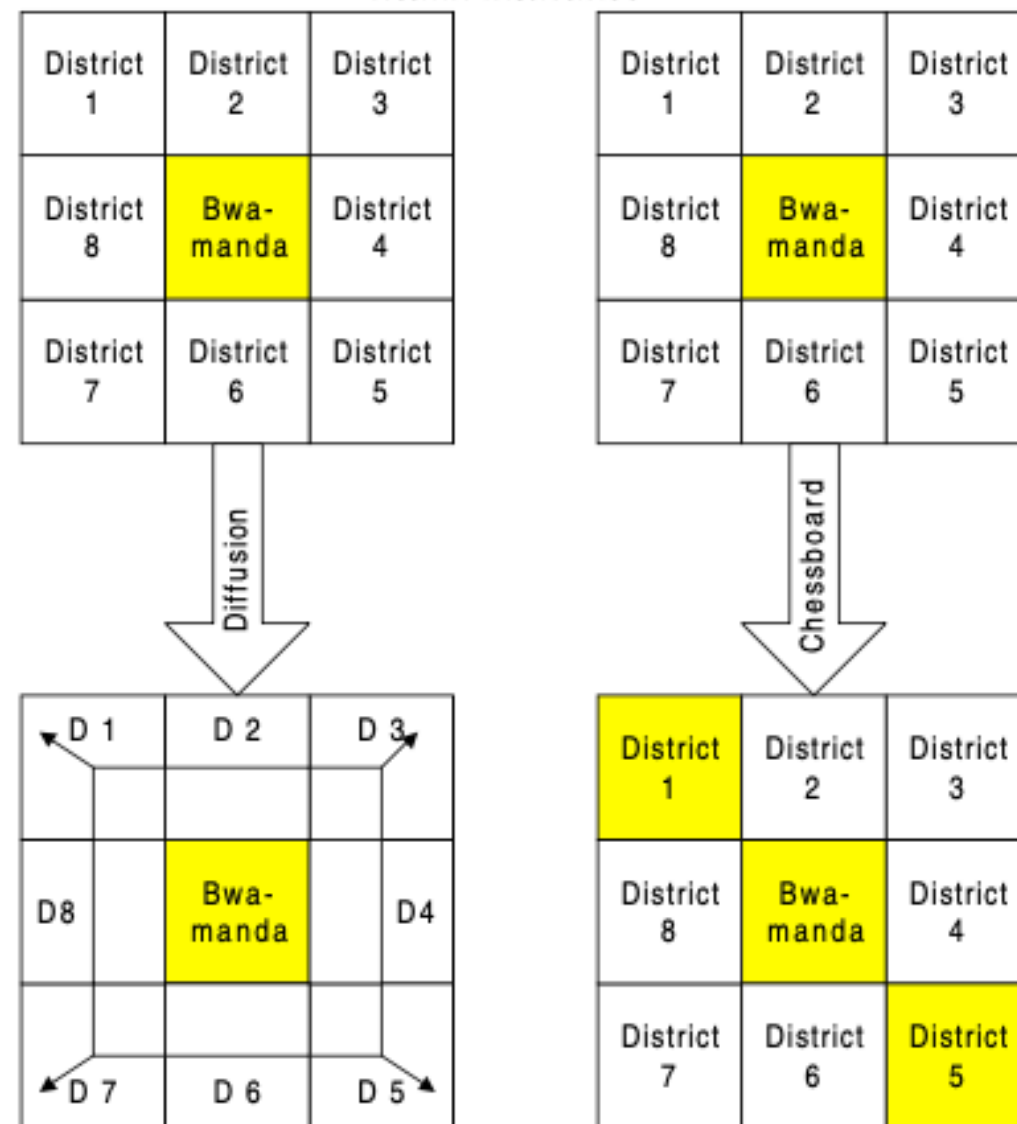 District District District
1 2 3
District Bwa- District
8 manda 4
District District District
7 6 5
District District District
1 2 3
District Bwa- District
8 manda 4
District District District
7 6 5
Diffusion
Chessboard
D 1 D 2 D 3
D8 Bwa- D4
manda
D 7 D 6 D 5
District District District
1 2 3
District Bwa- District
8 manda 4
District District District
7 6 5